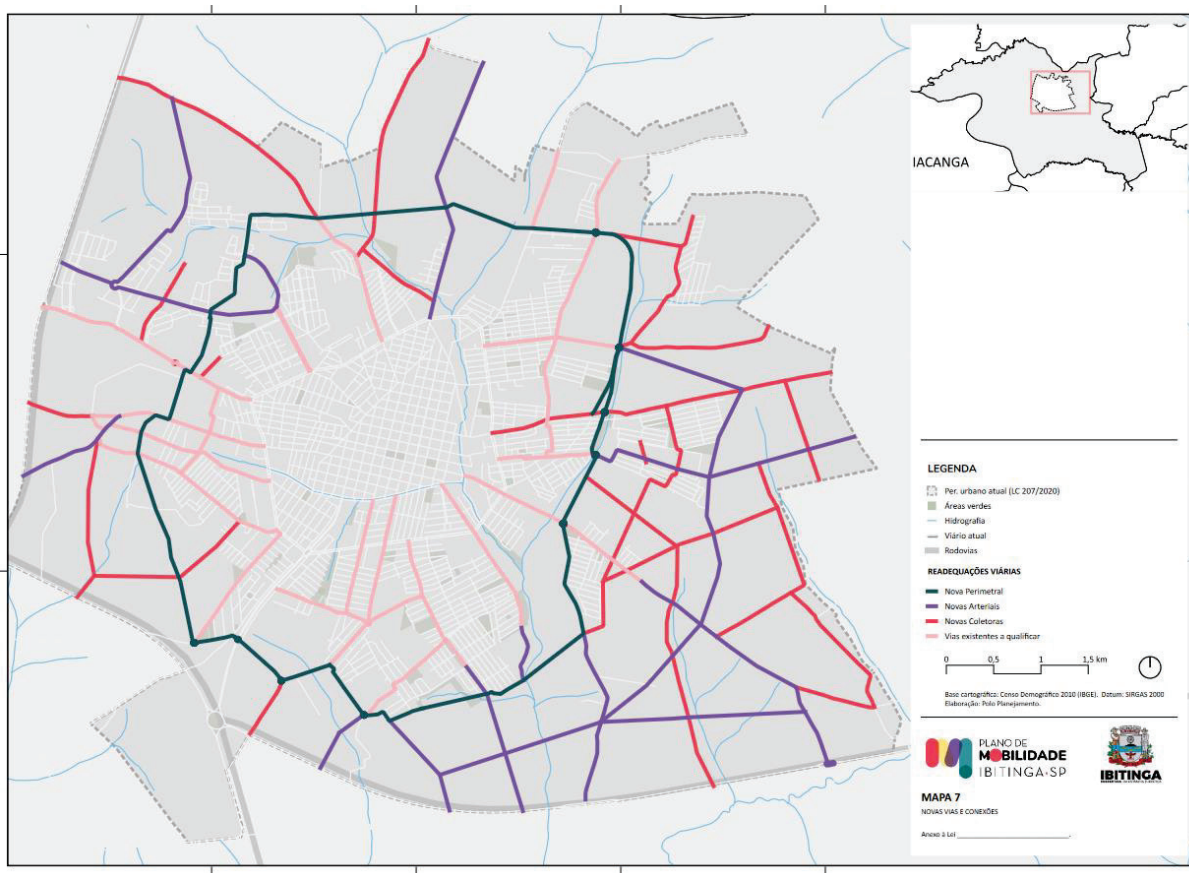 IACANGA
LEGENDA
Per. urbano atual (LC 207/2020)
Áreas verdes
Hidrografia
Viário atual
Rodovias
READEQUAÇÕES VIÁRIAS
Nova Perimetral
Novas Arteriais
Novas Coletoras
Vias existentes a qualificar
0 0,5 1 1,5 km
Base cartográfica: Censo Demográfico 2010 (IBGE). Datum: SIRGAS 2000
Elaboração: Polo Planejamento.
PLANO DE
MOBILIDADE
IBITINGA•SP
IBITINGA
MAPA 7
NOVAS VIAS E CONEXÕES
Anexo à Lei ______________________________.